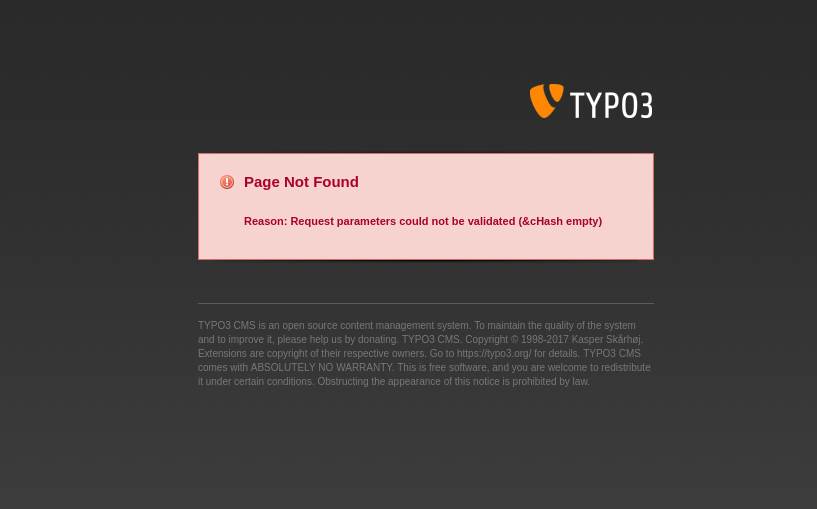 TYPO3
Page Not Found
Reason: Request parameters could not be validated (&cHash empty)
TYPO3 CMS is an open source content management system. To maintain the quality of the system
and to improve it, please help us by donating. TYPO3 CMS. Copyright © 1998-2017 Kasper Skårhøj.
Extensions are copyright of their respective owners. Go to https://typo3.org/ for details. TYPO3 CMS
comes with ABSOLUTELY NO WARRANTY. This is free software, and you are welcome to redistribute
it under certain conditions. Obstructing the appearance of this notice is prohibited by law.